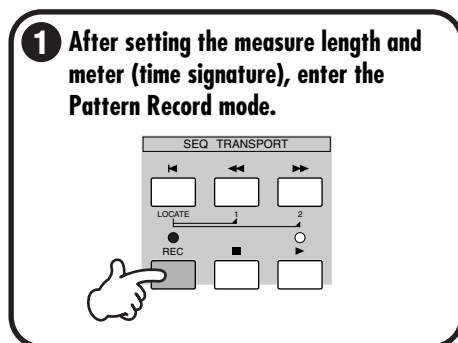 1 After setting the measure length and
meter (time signature), enter the
Pattern Record mode.
SEQ TRANSPORT
LOCATE 1 2
REC